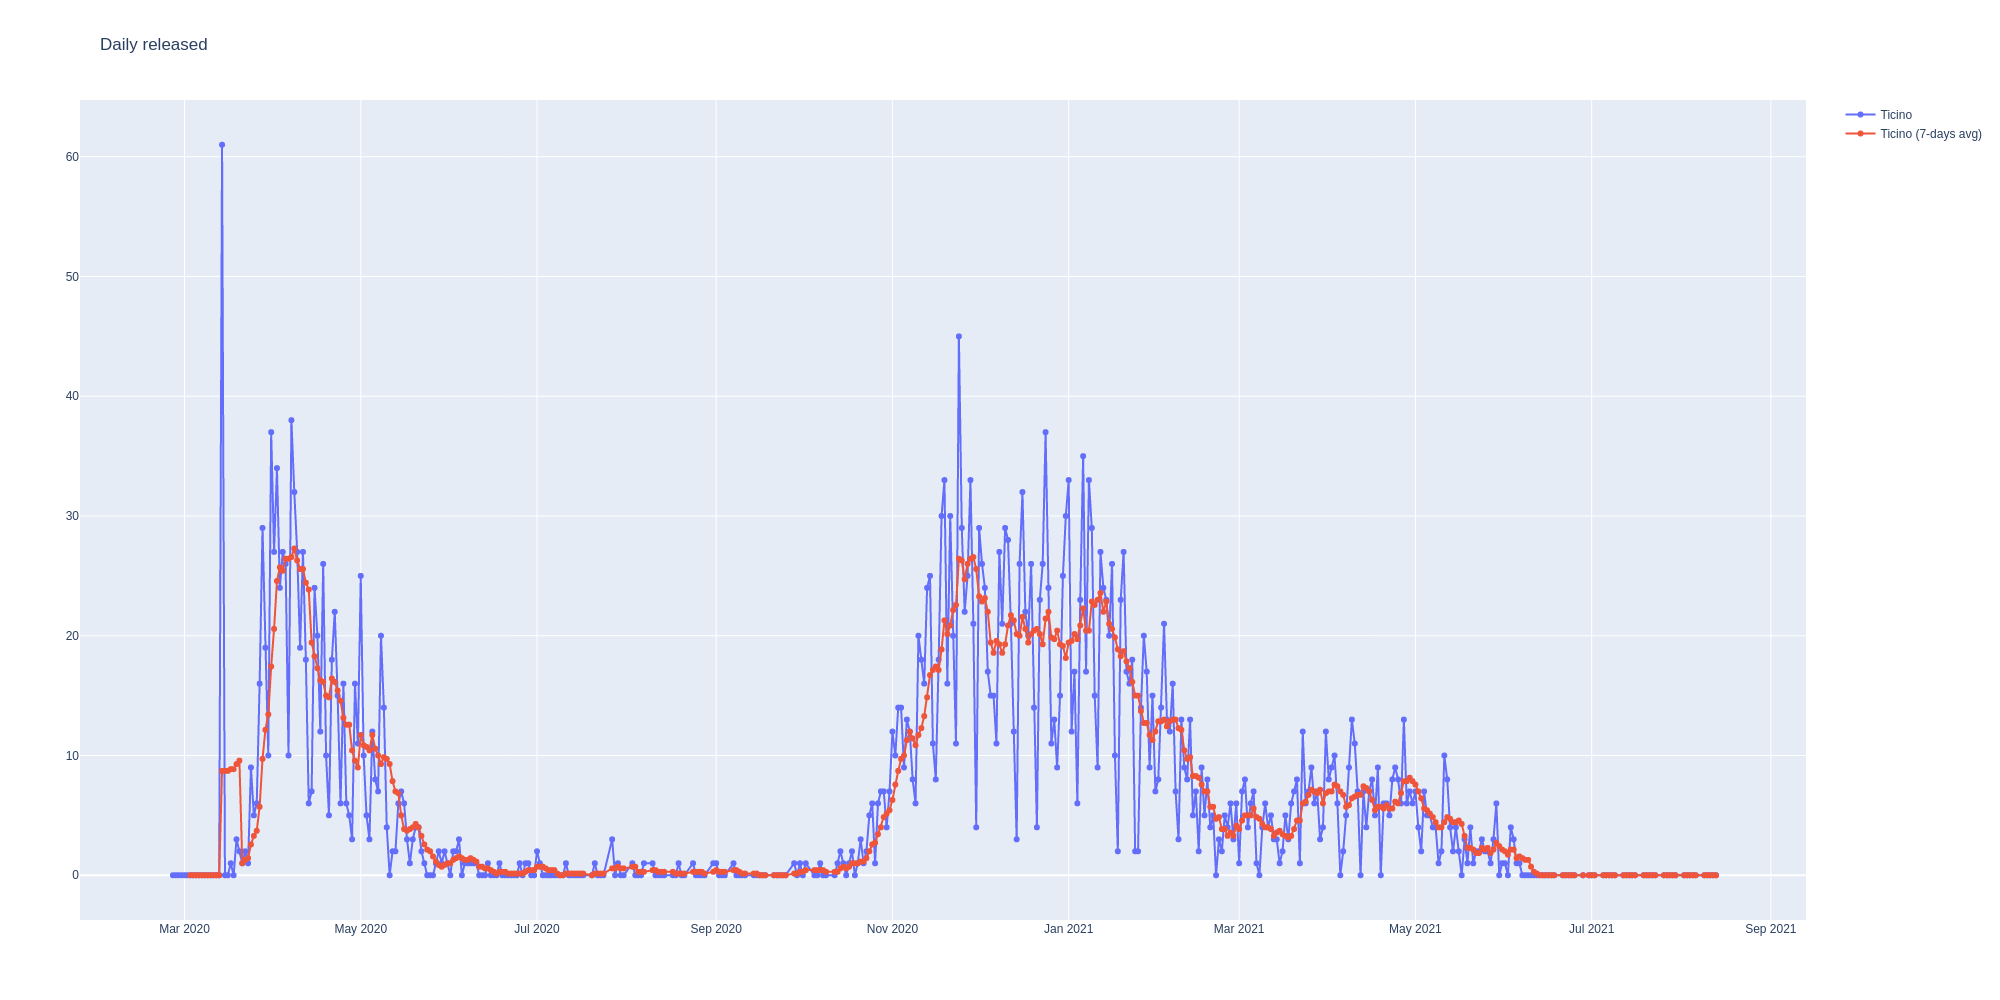 Daily released
Ticino
Ticino (7-days avg)
60
50
40
30
20
10
0
Mar 2020
May 2020
Jul 2020
Sep 2020
Nov 2020
Jan 2021
Mar 2021
May 2021
Jul 2021
Sep 2021